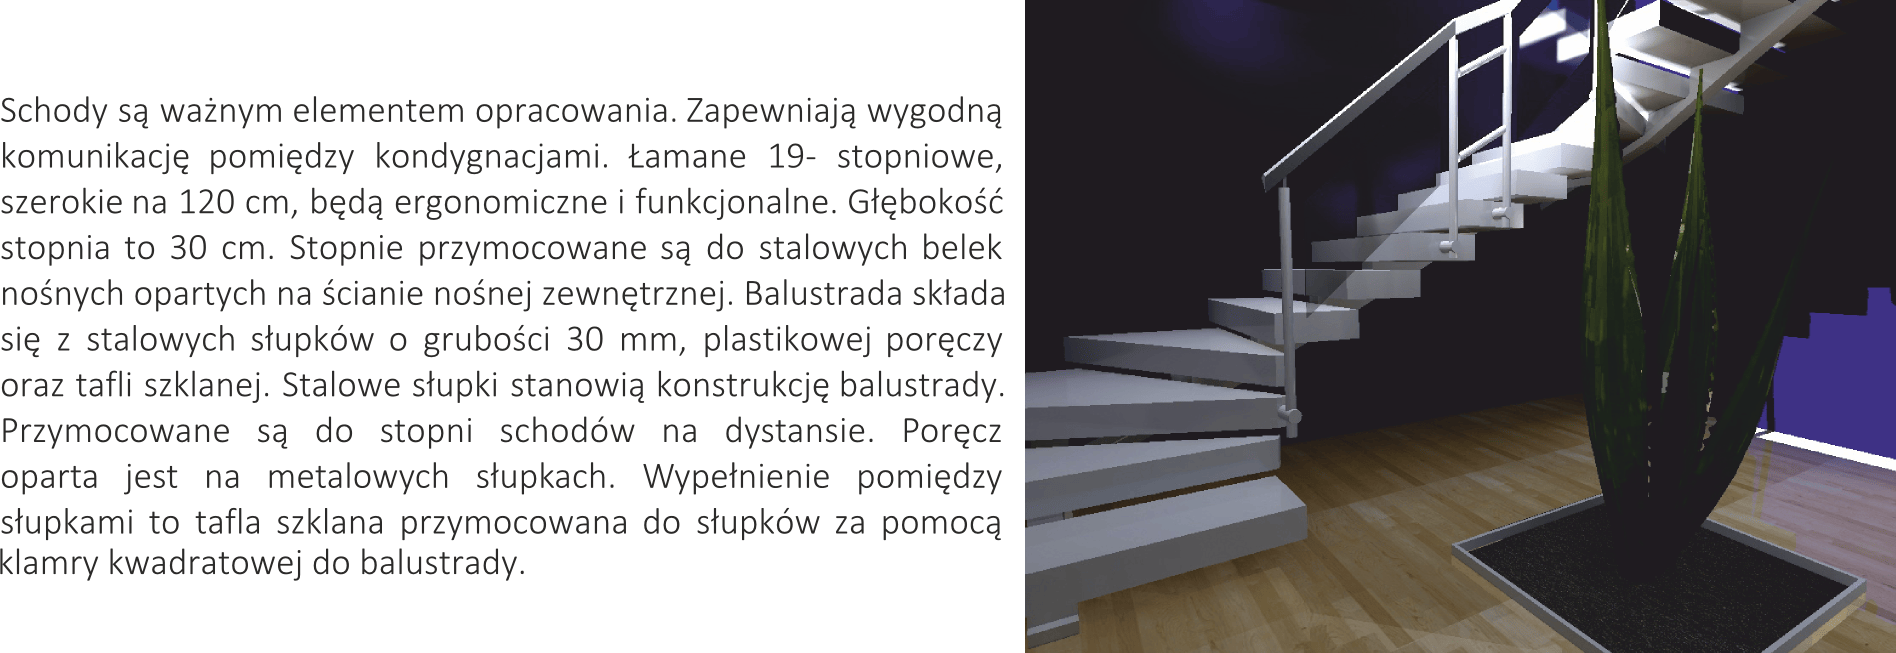 Schody są ważnym elementem opracowania. Zapewniają wygodną
komunikację pomiędzy kondygnacjami. Łamane 19- stopniowe,
szerokie na 120 cm, będą ergonomiczne i funkcjonalne. Głębokość
stopnia to 30 cm. Stopnie przymocowane są do stalowych belek
nośnych opartych na ścianie nośnej zewnętrznej. Balustrada składa
się z stalowych słupków o grubości 30 mm, plastikowej poręczy
oraz tafli szklanej. Stalowe słupki stanowią konstrukcję balustrady.
Przymocowane są do stopni schodów na dystansie. Poręcz
oparta jest na metalowych słupkach. Wypełnienie pomiędzy
słupkami to tafla szklana przymocowana do słupków za pomocą
klamry kwadratowej do balustrady.